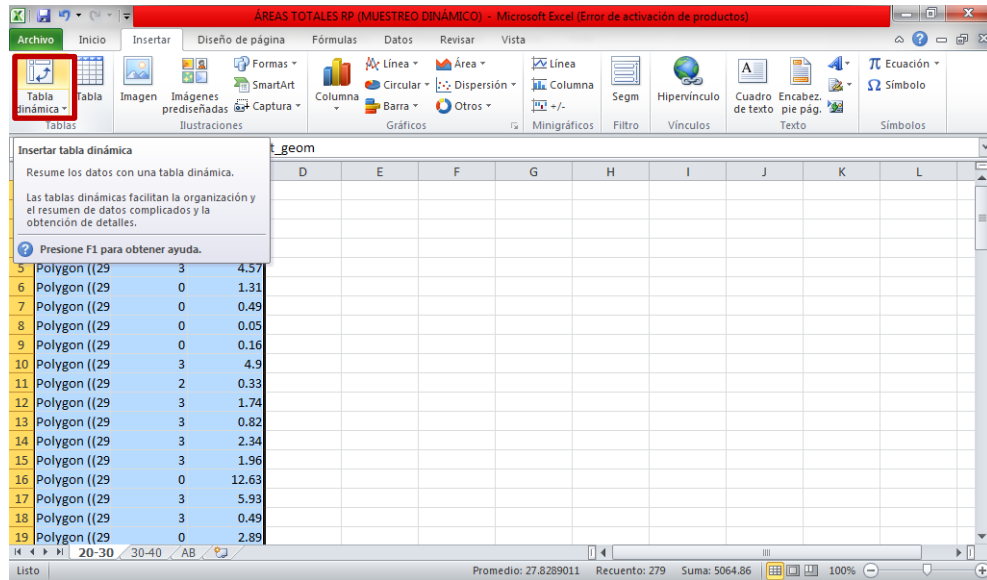 ÁREAS TOTALES RP (MUESTREO DINÁMICO) - Microsoft Excel (Error de activación de productos)
Archivo Inicio Insertar Diseño de página Fórmulas Datos Revisar Vista
Tabla dinámica
Tabla
Tablas
Imagen
Imágenes prediseñadas
Formas
SmartArt
Captura
Ilustraciones
Columna
Línea
Circular
Barra
Área
Dispersión
Otros
Gráficos
Línea
Columna
+/-
Minigráficos
Segm
Filtro
Hipervínculo
Vínculos
Cuadro de texto
Encabez. pie pág.
A
Texto
π Ecuación
Ω Símbolo
Símbolos
t_geom
Insertar tabla dinámica
Resume los datos con una tabla dinámica.
Las tablas dinámicas facilitan la organización y
el resumen de datos complicados y la
obtención de detalles.
Presione F1 para obtener ayuda.
D E F G H I J K L
5 Polygon ((29 3 4.57
6 Polygon ((29 0 1.31
7 Polygon ((29 0 0.49
8 Polygon ((29 0 0.05
9 Polygon ((29 0 0.16
10 Polygon ((29 3 4.9
11 Polygon ((29 2 0.33
12 Polygon ((29 3 1.74
13 Polygon ((29 3 0.82
14 Polygon ((29 3 2.34
15 Polygon ((29 3 1.96
16 Polygon ((29 0 12.63
17 Polygon ((29 3 5.93
18 Polygon ((29 3 0.49
19 Polygon ((29 0 2.89
20-30 30-40 AB
Listo Promedio: 27.8289011 Recuento: 279 Suma: 5064.86 100%